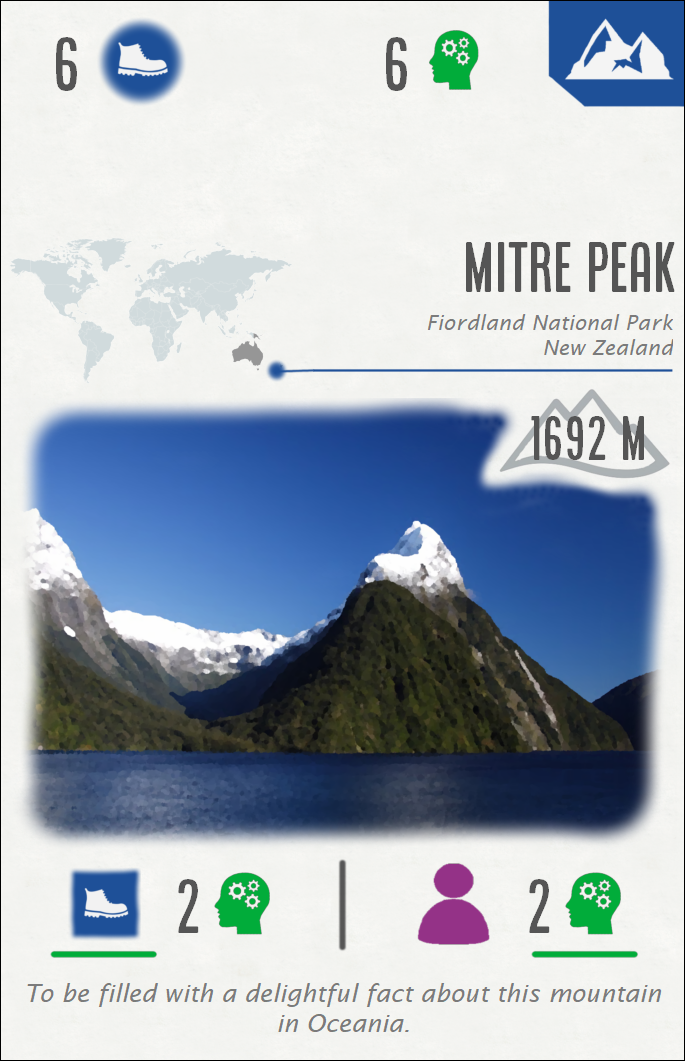 6
6
MITRE PEAK
Fiordland National Park
New Zealand
1692 M
2
2
To be filled with a delightful fact about this mountain
in Oceania.